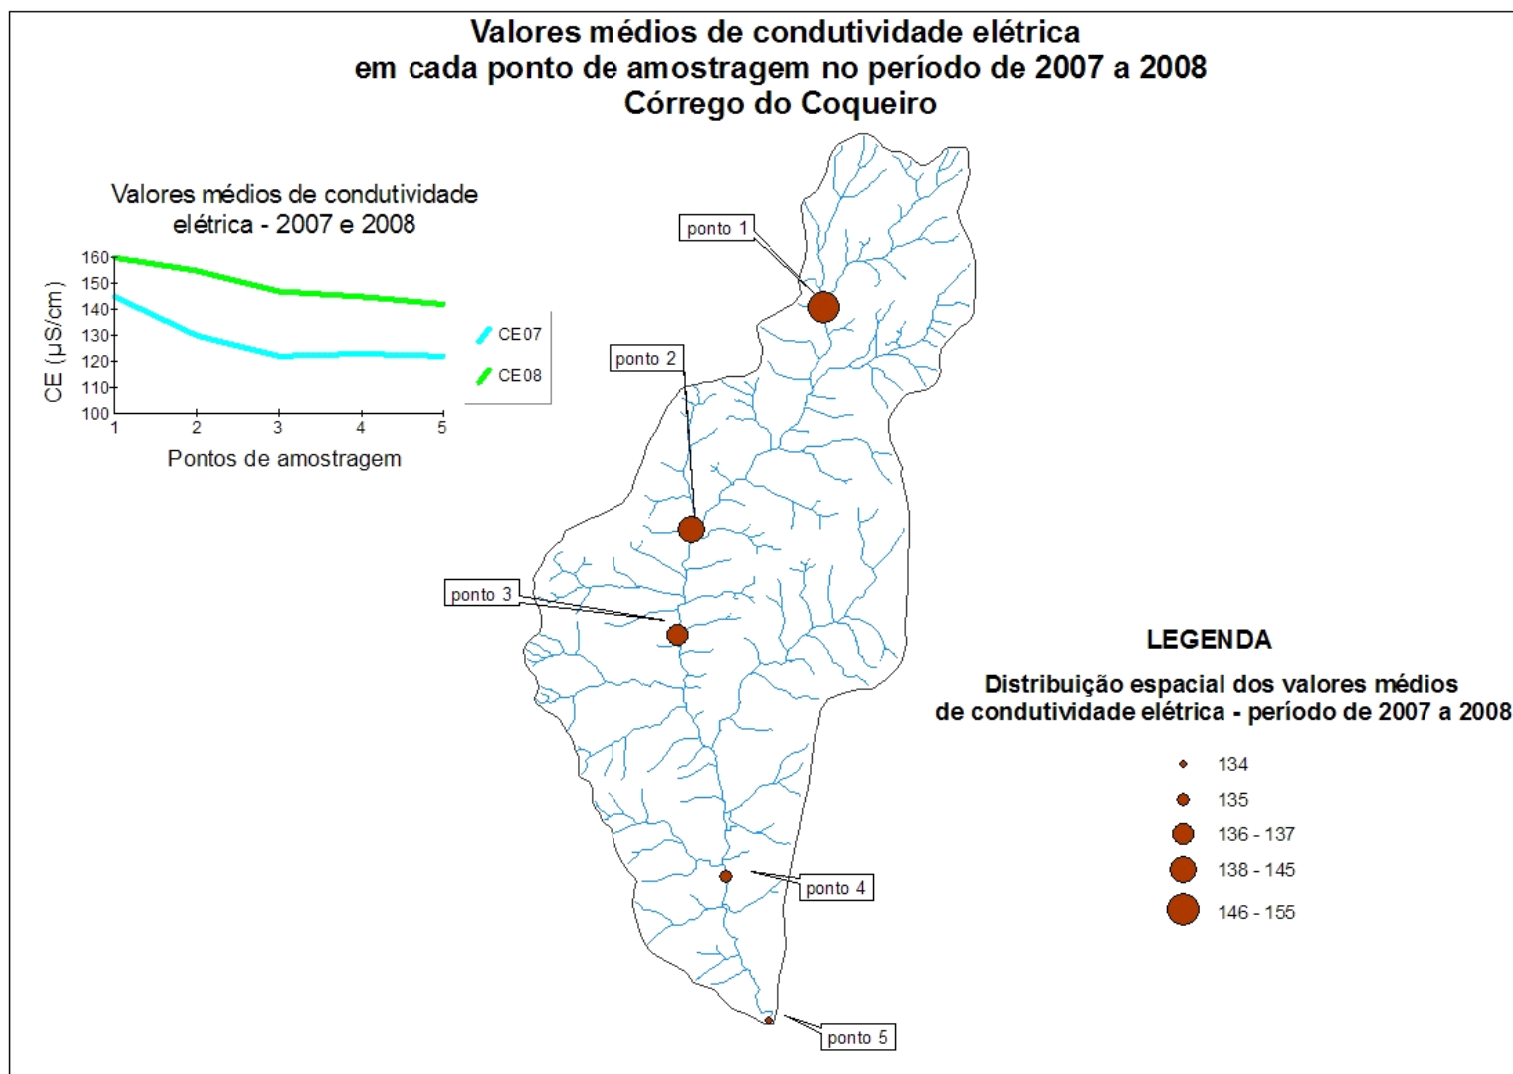 Valores médios de condutividade elétrica
em cada ponto de amostragem no período de 2007 a 2008
Córrego do Coqueiro
Valores médios de condutividade
elétrica - 2007 e 2008
CE (µS/cm)
160
150
140
130
120
110
100
1 2 3 4 5
Pontos de amostragem
CE07
CE08
ponto 1
ponto 2
ponto 3
ponto 4
ponto 5
LEGENDA
Distribuição espacial dos valores médios
de condutividade elétrica - período de 2007 a 2008
134
135
136 - 137
138 - 145
146 - 155